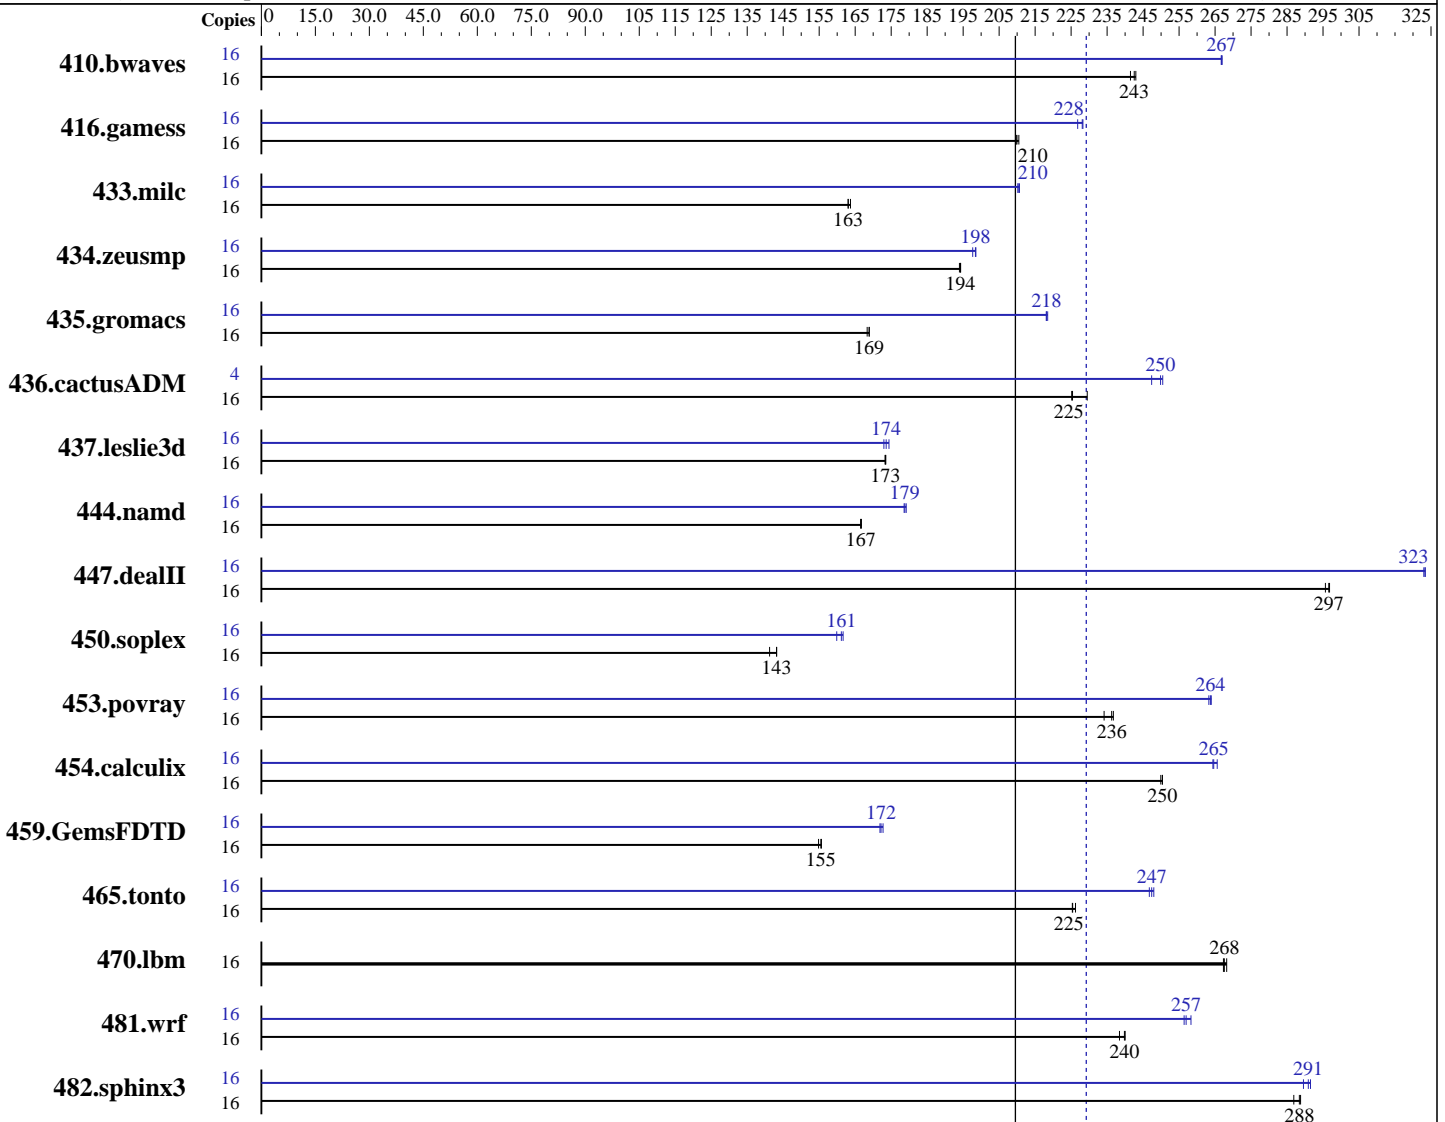 Copies 0 15.0 30.0 45.0 60.0 75.0 90.0 105 115 125 135 145 155 165 175 185 195 205 215 225 235 245 255 265 275 285 295 305 325
410.bwaves 16 267
16 243
416.gamess 16 228
16 210
433.milc 16 210
16 163
434.zeusmp 16 198
16 194
435.gromacs 16 218
16 169
436.cactusADM 4 250
16 225
437.leslie3d 16 174
16 173
444.namd 16 179
16 167
447.dealII 16 323
16 297
450.soplex 16 161
16 143
453.povray 16 264
16 236
454.calculix 16 265
16 250
459.GemsFDTD 16 172
16 155
465.tonto 16 247
16 225
470.lbm 16 268
481.wrf 16 257
16 240
482.sphinx3 16 291
16 288